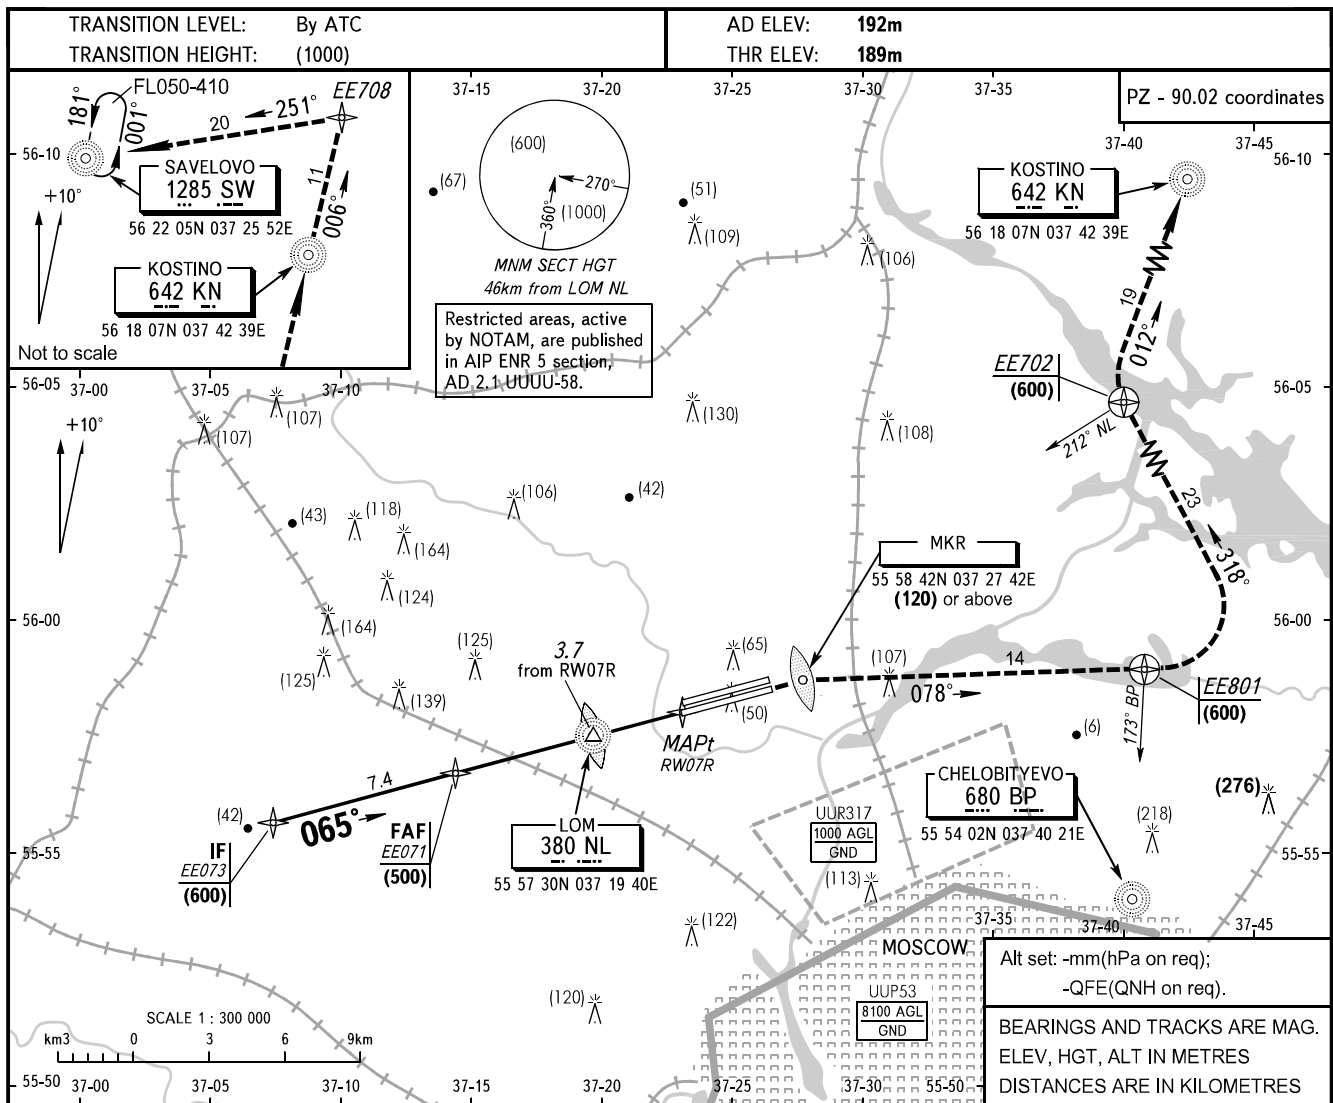 TRANSITION LEVEL: By ATC
TRANSITION HEIGHT: (1000)
AD ELEV: 192m
THR ELEV: 189m
FL050-410
EE708
181°
001°
20
251°
SAVELOVO
1285 SW
56 22 05N 037 25 52E
11
006°
+10°
KOSTINO
642 KN
56 18 07N 037 42 39E
Not to scale
37-15
37-20
37-25
37-30
37-35
PZ - 90.02 coordinates
37-40
37-45
56-10
56-10
(600)
270°
360°
(1000)
MNM SECT HGT
46km from LOM NL
(67)
(51)
(109)
(106)
KOSTINO
642 KN
56 18 07N 037 42 39E
Restricted areas, active
by NOTAM, are published
in AIP ENR 5 section,
AD 2.1 UUUU-58.
19
012°
EE702
(600)
212° NL
56-05
37-00
37-05
37-10
56-05
+10°
(107)
(107)
(130)
(108)
(106)
(42)
(43)
(118)
(164)
(124)
(164)
(125)
(125)
(139)
23
318°
MKR
55 58 42N 037 27 42E
(120) or above
56-00
56-00
3.7
from RW07R
(65)
(50)
(107)
14
078°
EE801
(600)
173° BP
MAPt
RW07R
(6)
7.4
065°
(42)
IF
EE073
(600)
FAF
EE071
(500)
LOM
380 NL
55 57 30N 037 19 40E
CHELOBITYEVO
680 BP
55 54 02N 037 40 21E
(276)
(218)
UUR317
1000 AGL
GND
(113)
55-55
55-55
(122)
(120)
37-35
37-40
37-45
MOSCOW
UUP53
8100 AGL
GND
SCALE 1 : 300 000
km3 0 3 6 9km
55-50
37-00
37-05
37-10
37-15
37-20
37-25
37-30
55-50
Alt set: -mm(hPa on req);
-QFE(QNH on req).
BEARINGS AND TRACKS ARE MAG.
ELEV, HGT, ALT IN METRES
DISTANCES ARE IN KILOMETRES